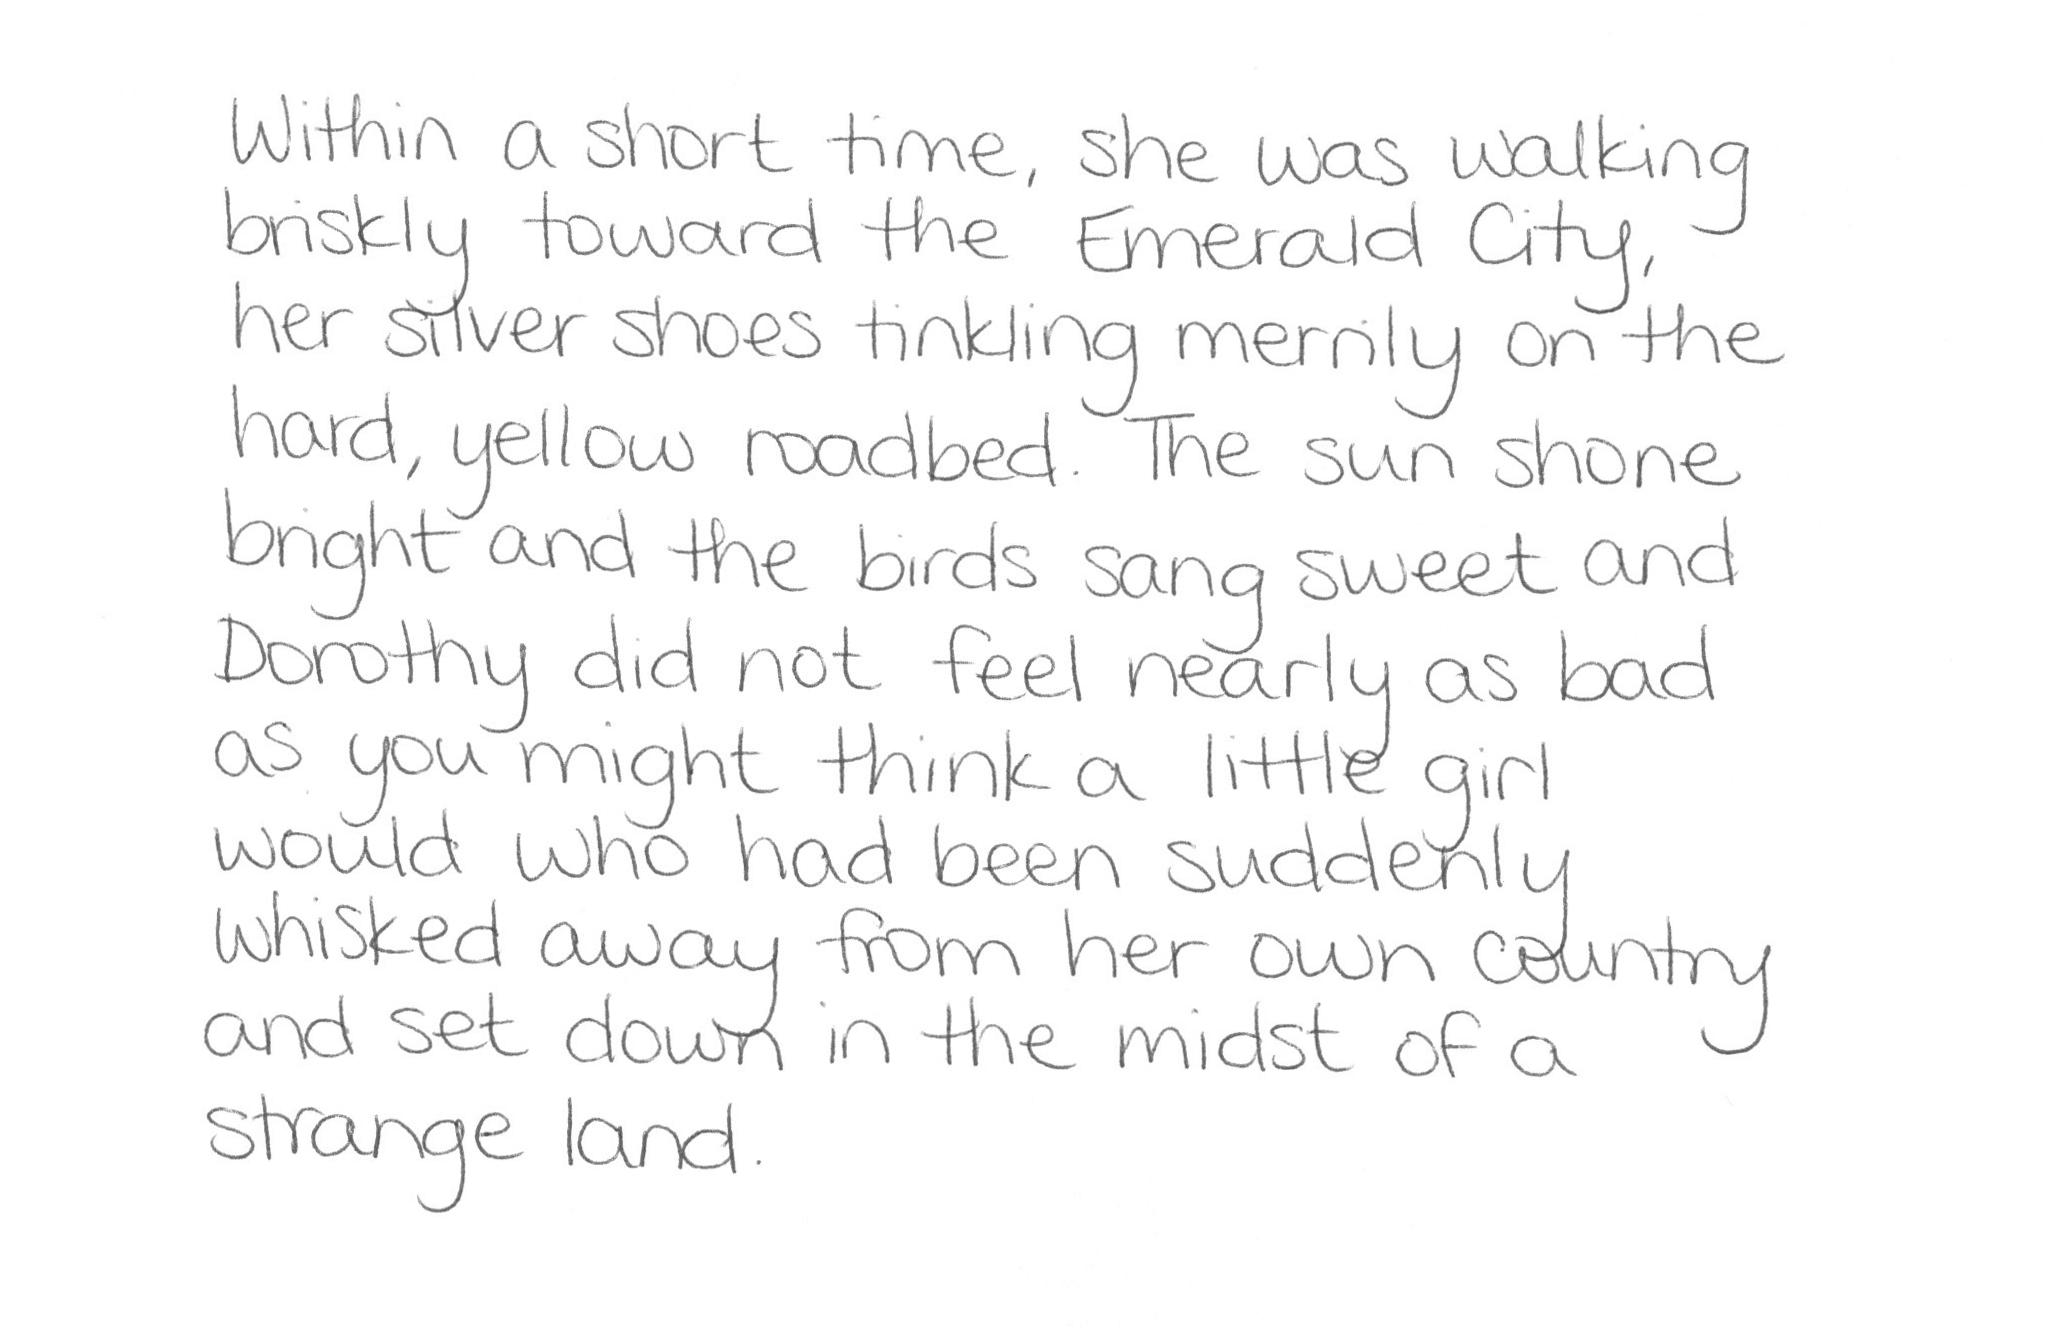 Within a short time, she was walking
briskly toward the Emerald City,
her silver shoes tinkling merrily on the
hard, yellow roadbed. The sun shone
bright and the birds sang sweet and
Dorothy did not feel nearly as bad
as you might think a little girl
would who had been suddenly
whisked away from her own country
and set down in the midst of a
strange land.